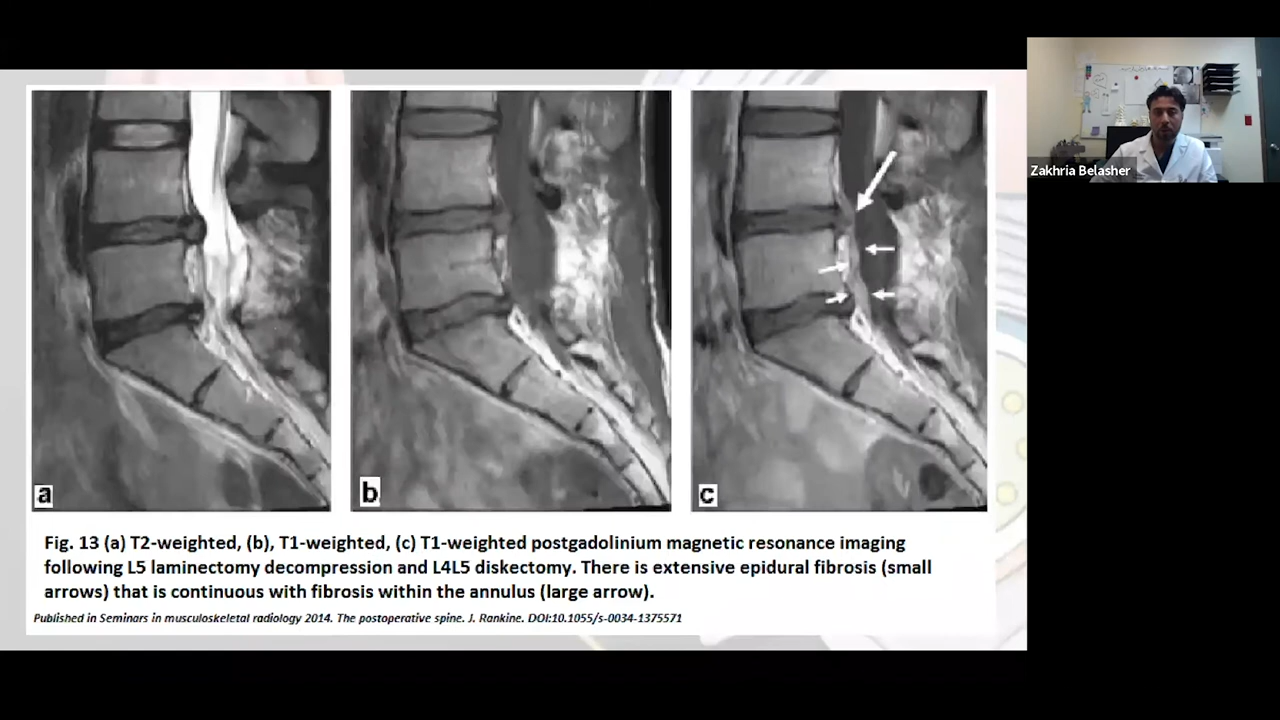 Zakhria Belasher
a
b
c
Fig. 13 (a) T2-weighted, (b), T1-weighted, (c) T1-weighted postgadolinium magnetic resonance imaging
following L5 laminectomy decompression and L4L5 diskectomy. There is extensive epidural fibrosis (small
arrows) that is continuous with fibrosis within the annulus (large arrow).
Published in Seminars in musculoskeletal radiology 2014. The postoperative spine. J. Rankine. DOI:10.1055/s-0034-1375571